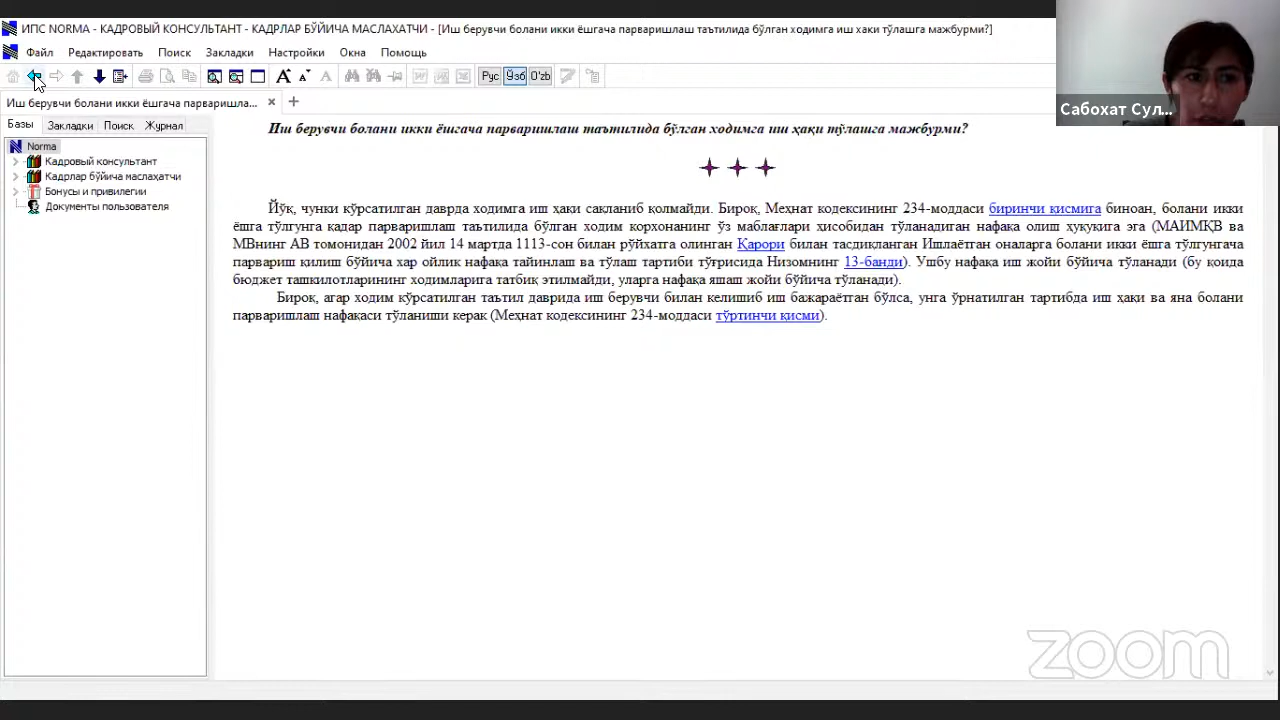 ИПС NORMA - КАДРОВЫЙ КОНСУЛЬТАНТ - КАДРЛАР БЎЙИЧА МАСЛАХАТЧИ - [Иш берувчи болани икки ёшгача парваришлаш таътилида бўлган ходимга иш хаки тўлашга мажбурми?]
Файл Редактировать Поиск Закладки Настройки Окна Помощь
Рус Ўзб O'zb
Сабохат Сул...
Иш берувчи болани икки ёшгача парваришла...
Базы Закладки Поиск Журнал
Norma
Кадровый консультант
Кадрлар бўйича маслаҳатчи
Бонусы и привилегии
Документы пользователя
Иш берувчи болани икки ёшгача парваришлаш таътилида бўлган ходимга иш ҳақи тўлашга мажбурми?
Йўқ, чунки кўрсатилган даврда ходимга иш ҳақи сақланиб қолмайди. Бироқ, Меҳнат кодексининг 234-моддаси биринчи қисмига биноан, болани икки
ёшга тўлгунга қадар парваришлаш таътилида бўлган ходим корхонанинг ўз маблағлари ҳисобидан тўланадиган нафақа олиш ҳуқуқига эга (МАИМҚВ ва
МВнинг АВ томонидан 2002 йил 14 мартда 1113-сон билан рўйхатга олинган Қарори билан тасдиқланган Ишлаётган оналарга болани икки ёшга тўлгунгача
парвариш қилиш бўйича ҳар ойлик нафақа тайинлаш ва тўлаш тартиби тўғрисида Низомнинг 13-банди). Ушбу нафақа иш жойи бўйича тўланади (бу қоида
бюджет ташкилотларининг ходимларига татбиқ этилмайди, уларга нафақа яшаш жойи бўйича тўланади).
Бироқ, агар ходим кўрсатилган таътил даврида иш берувчи билан келишиб иш бажараётган бўлса, унга ўрнатилган тартибда иш ҳақи ва яна болани
парваришлаш нафақаси тўланиши керак (Меҳнат кодексининг 234-моддаси тўртинчи қисми).
zoom